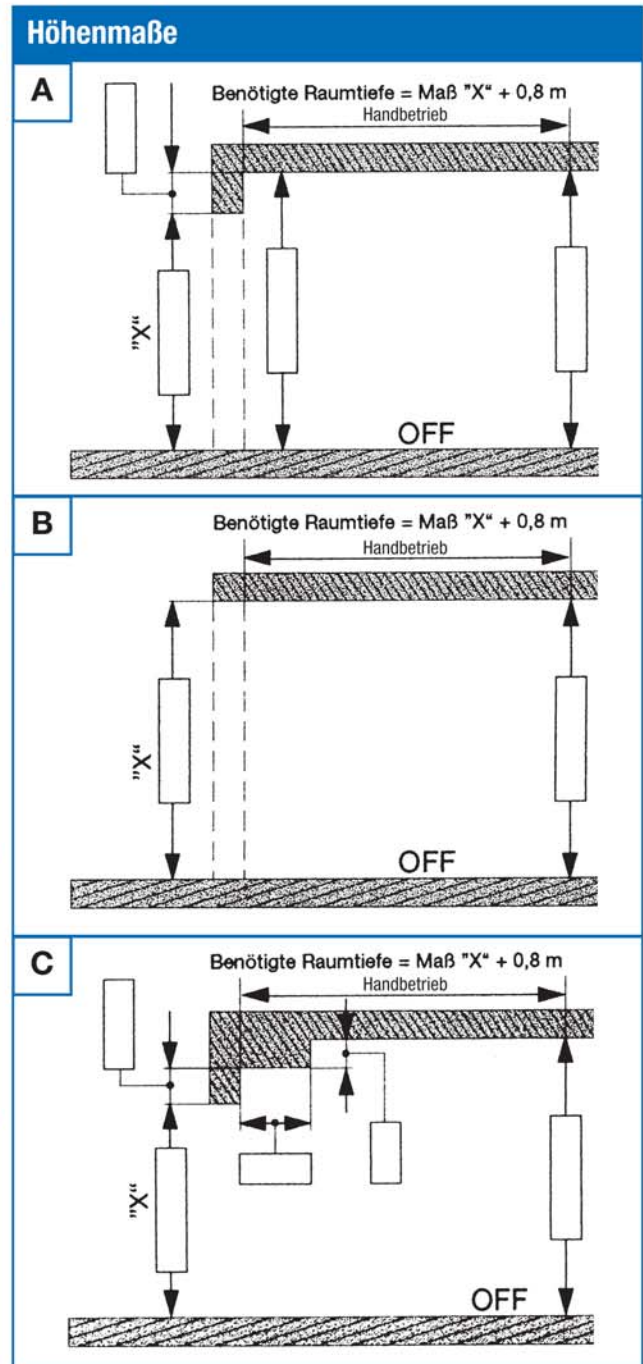 Höhenmaße
A
Benötigte Raumtiefe = Maß "X“ + 0,8 m
Handbetrieb
"X“
OFF
B
Benötigte Raumtiefe = Maß "X“ + 0,8 m
Handbetrieb
"X“
OFF
C
Benötigte Raumtiefe = Maß "X“ + 0,8 m
Handbetrieb
"X“
OFF